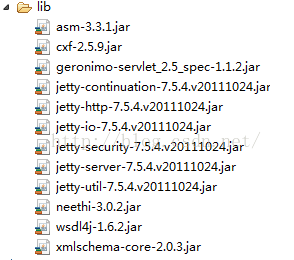 lib
asm-3.3.1.jar
cxf-2.5.9.jar
geronimo-servlet_2.5_spec-1.1.2.jar
jetty-continuation-7.5.4.v20111024.jar
jetty-http-7.5.4.v20111024.jar
jetty-io-7.5.4.v20111024.jar
jetty-security-7.5.4.v20111024.jar
jetty-server-7.5.4.v20111024.jar
jetty-util-7.5.4.v20111024.jar
neethi-3.0.2.jar
wsdl4j-1.6.2.jar
xmlschema-core-2.0.3.jar